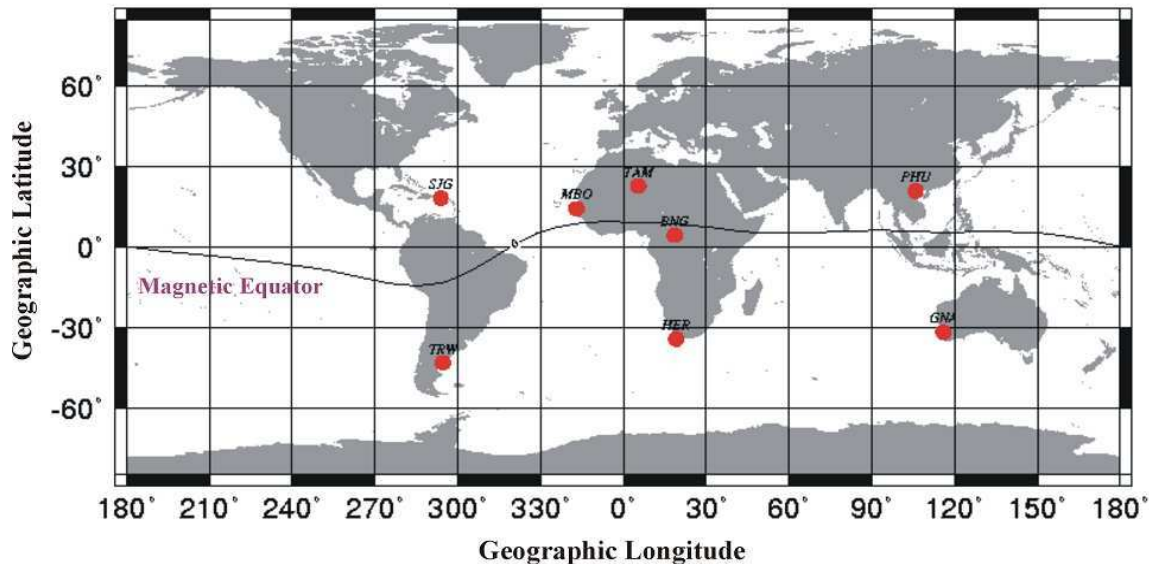 60°
30°
0°
-30°
-60°
Geographic Latitude
SJG
MBO
TAM
BNG
PHU
0
Magnetic Equator
TRW
HER
GNA
180° 210° 240° 270° 300° 330° 0° 30° 60° 90° 120° 150° 180°
Geographic Longitude